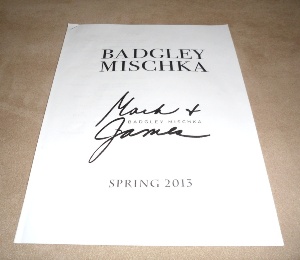 BADGLEY
MISCHKA
Mark +
BADGLEY MISCHKA
James
SPRING 2013